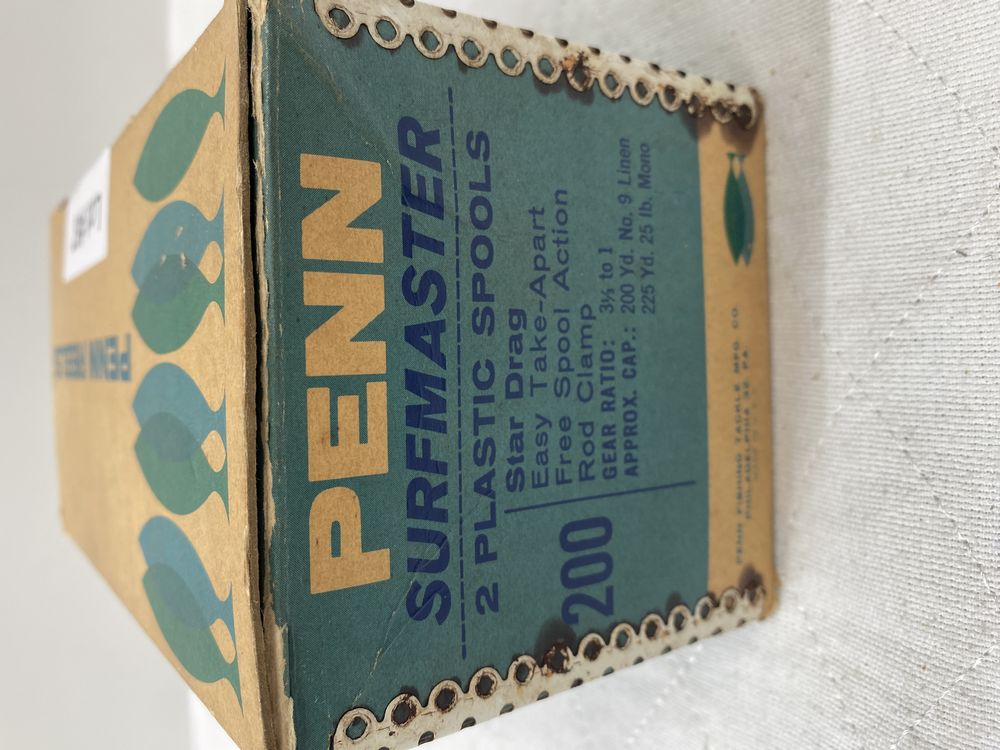 PENN REELS
PENN
SURFMASTER
2 PLASTIC SPOOLS
Star Drag
Easy Take-Apart
Free Spool Action
Rod Clamp
200
GEAR RATIO: 3½ to 1
APPROX. CAP.: 200 Yd. No. 9 Linen
225 Yd. 25 lb. Mono
PENN FISHING TACKLE MFG CO
PHILADELPHIA 32 PA